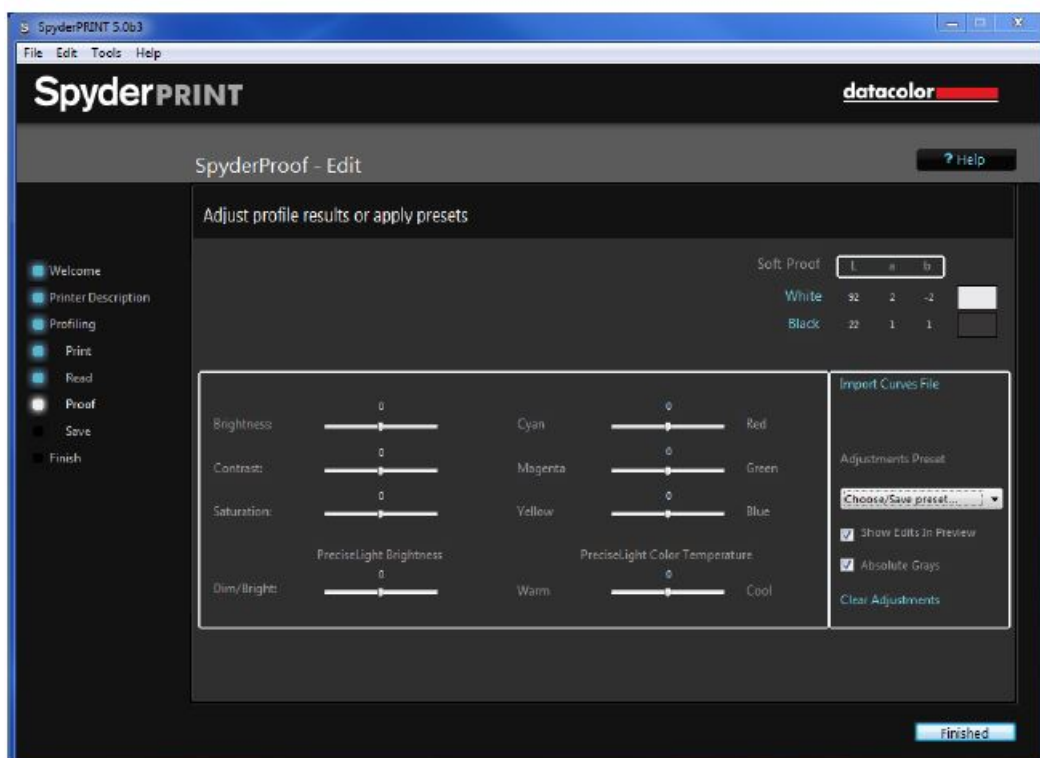 SpyderPRINT 5.0b3
File Edit Tools Help
SpyderPRINT
datacolor
SpyderProof - Edit
? Help
Adjust profile results or apply presets
Welcome
Printer Description
Profiling
Print
Read
Proof
Save
Finish
Soft Proof L a b
White 92 2 -2
Black 22 1 1
0 0
Brightness: Cyan Red
0 0
Contrast: Magenta Green
0 0
Saturation: Yellow Blue
PreciseLight Brightness PreciseLight Color Temperature
0 0
Dim/Bright: Warm Cool
Import Curves File
Adjustments Preset
Choose/Save preset...
Show Edits In Preview
Absolute Grays
Clear Adjustments
Finished